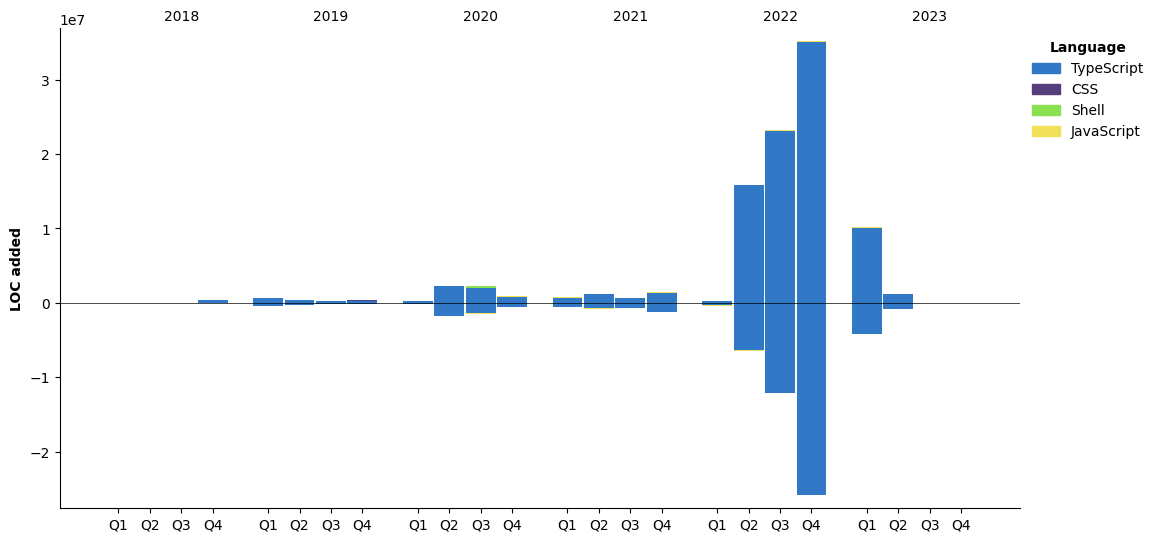 1e7
2018 2019 2020 2021 2022 2023
Language
TypeScript
CSS
Shell
JavaScript
LOC added
3
2
1
0
−1
−2
Q1 Q2 Q3 Q4 Q1 Q2 Q3 Q4 Q1 Q2 Q3 Q4 Q1 Q2 Q3 Q4 Q1 Q2 Q3 Q4 Q1 Q2 Q3 Q4